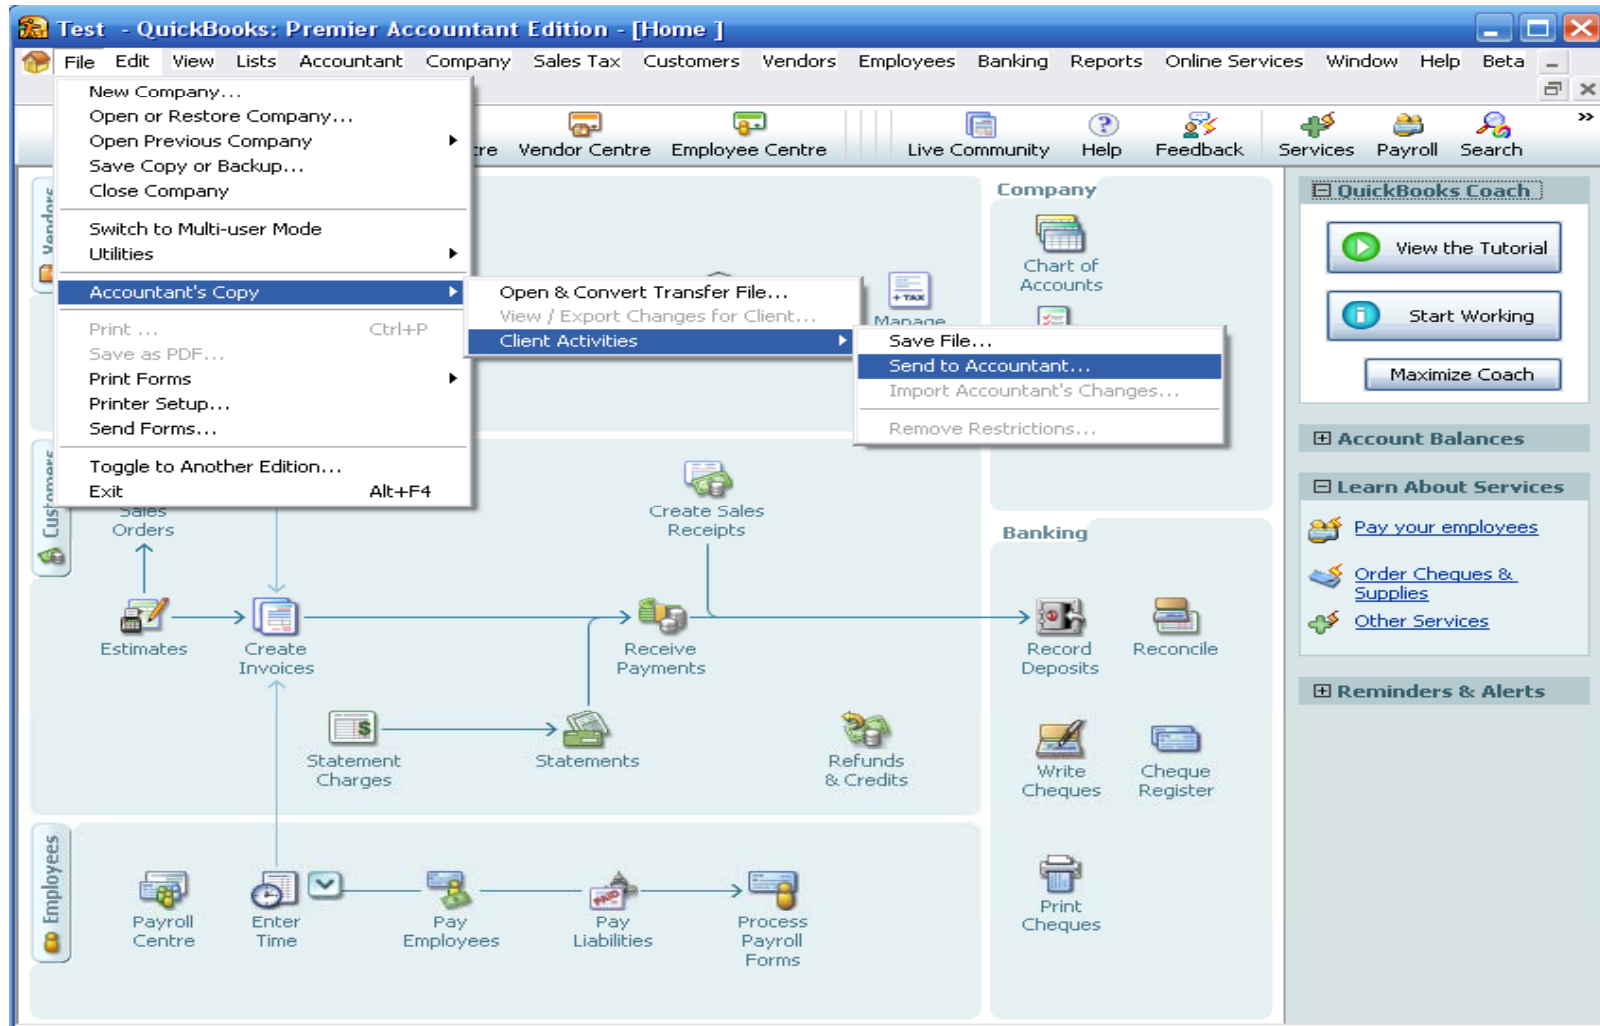 Test - QuickBooks: Premier Accountant Edition - [Home ]
File Edit View Lists Accountant Company Sales Tax Customers Vendors Employees Banking Reports Online Services Window Help Beta
New Company...
Open or Restore Company...
Open Previous Company
Save Copy or Backup...
Close Company
Switch to Multi-user Mode
Utilities
Accountant's Copy
Print ... Ctrl+P
Save as PDF...
Print Forms
Printer Setup...
Send Forms...
Toggle to Another Edition...
Exit Alt+F4
Open & Convert Transfer File...
View / Export Changes for Client...
Client Activities
Save File...
Send to Accountant...
Import Accountant's Changes...
Remove Restrictions...
Vendor Centre Employee Centre Live Community Help Feedback Services Payroll Search
Vendors
Manage
Company
Chart of
Accounts
Customers
Sales
Orders
Create Sales
Receipts
Estimates
Create
Invoices
Receive
Payments
Statement
Charges
Statements
Refunds
& Credits
Banking
Record
Deposits
Reconcile
Write
Cheques
Cheque
Register
Print
Cheques
Employees
Payroll
Centre
Enter
Time
Pay
Employees
Pay
Liabilities
Process
Payroll
Forms
QuickBooks Coach
View the Tutorial
Start Working
Maximize Coach
Account Balances
Learn About Services
Pay your employees
Order Cheques &
Supplies
Other Services
Reminders & Alerts